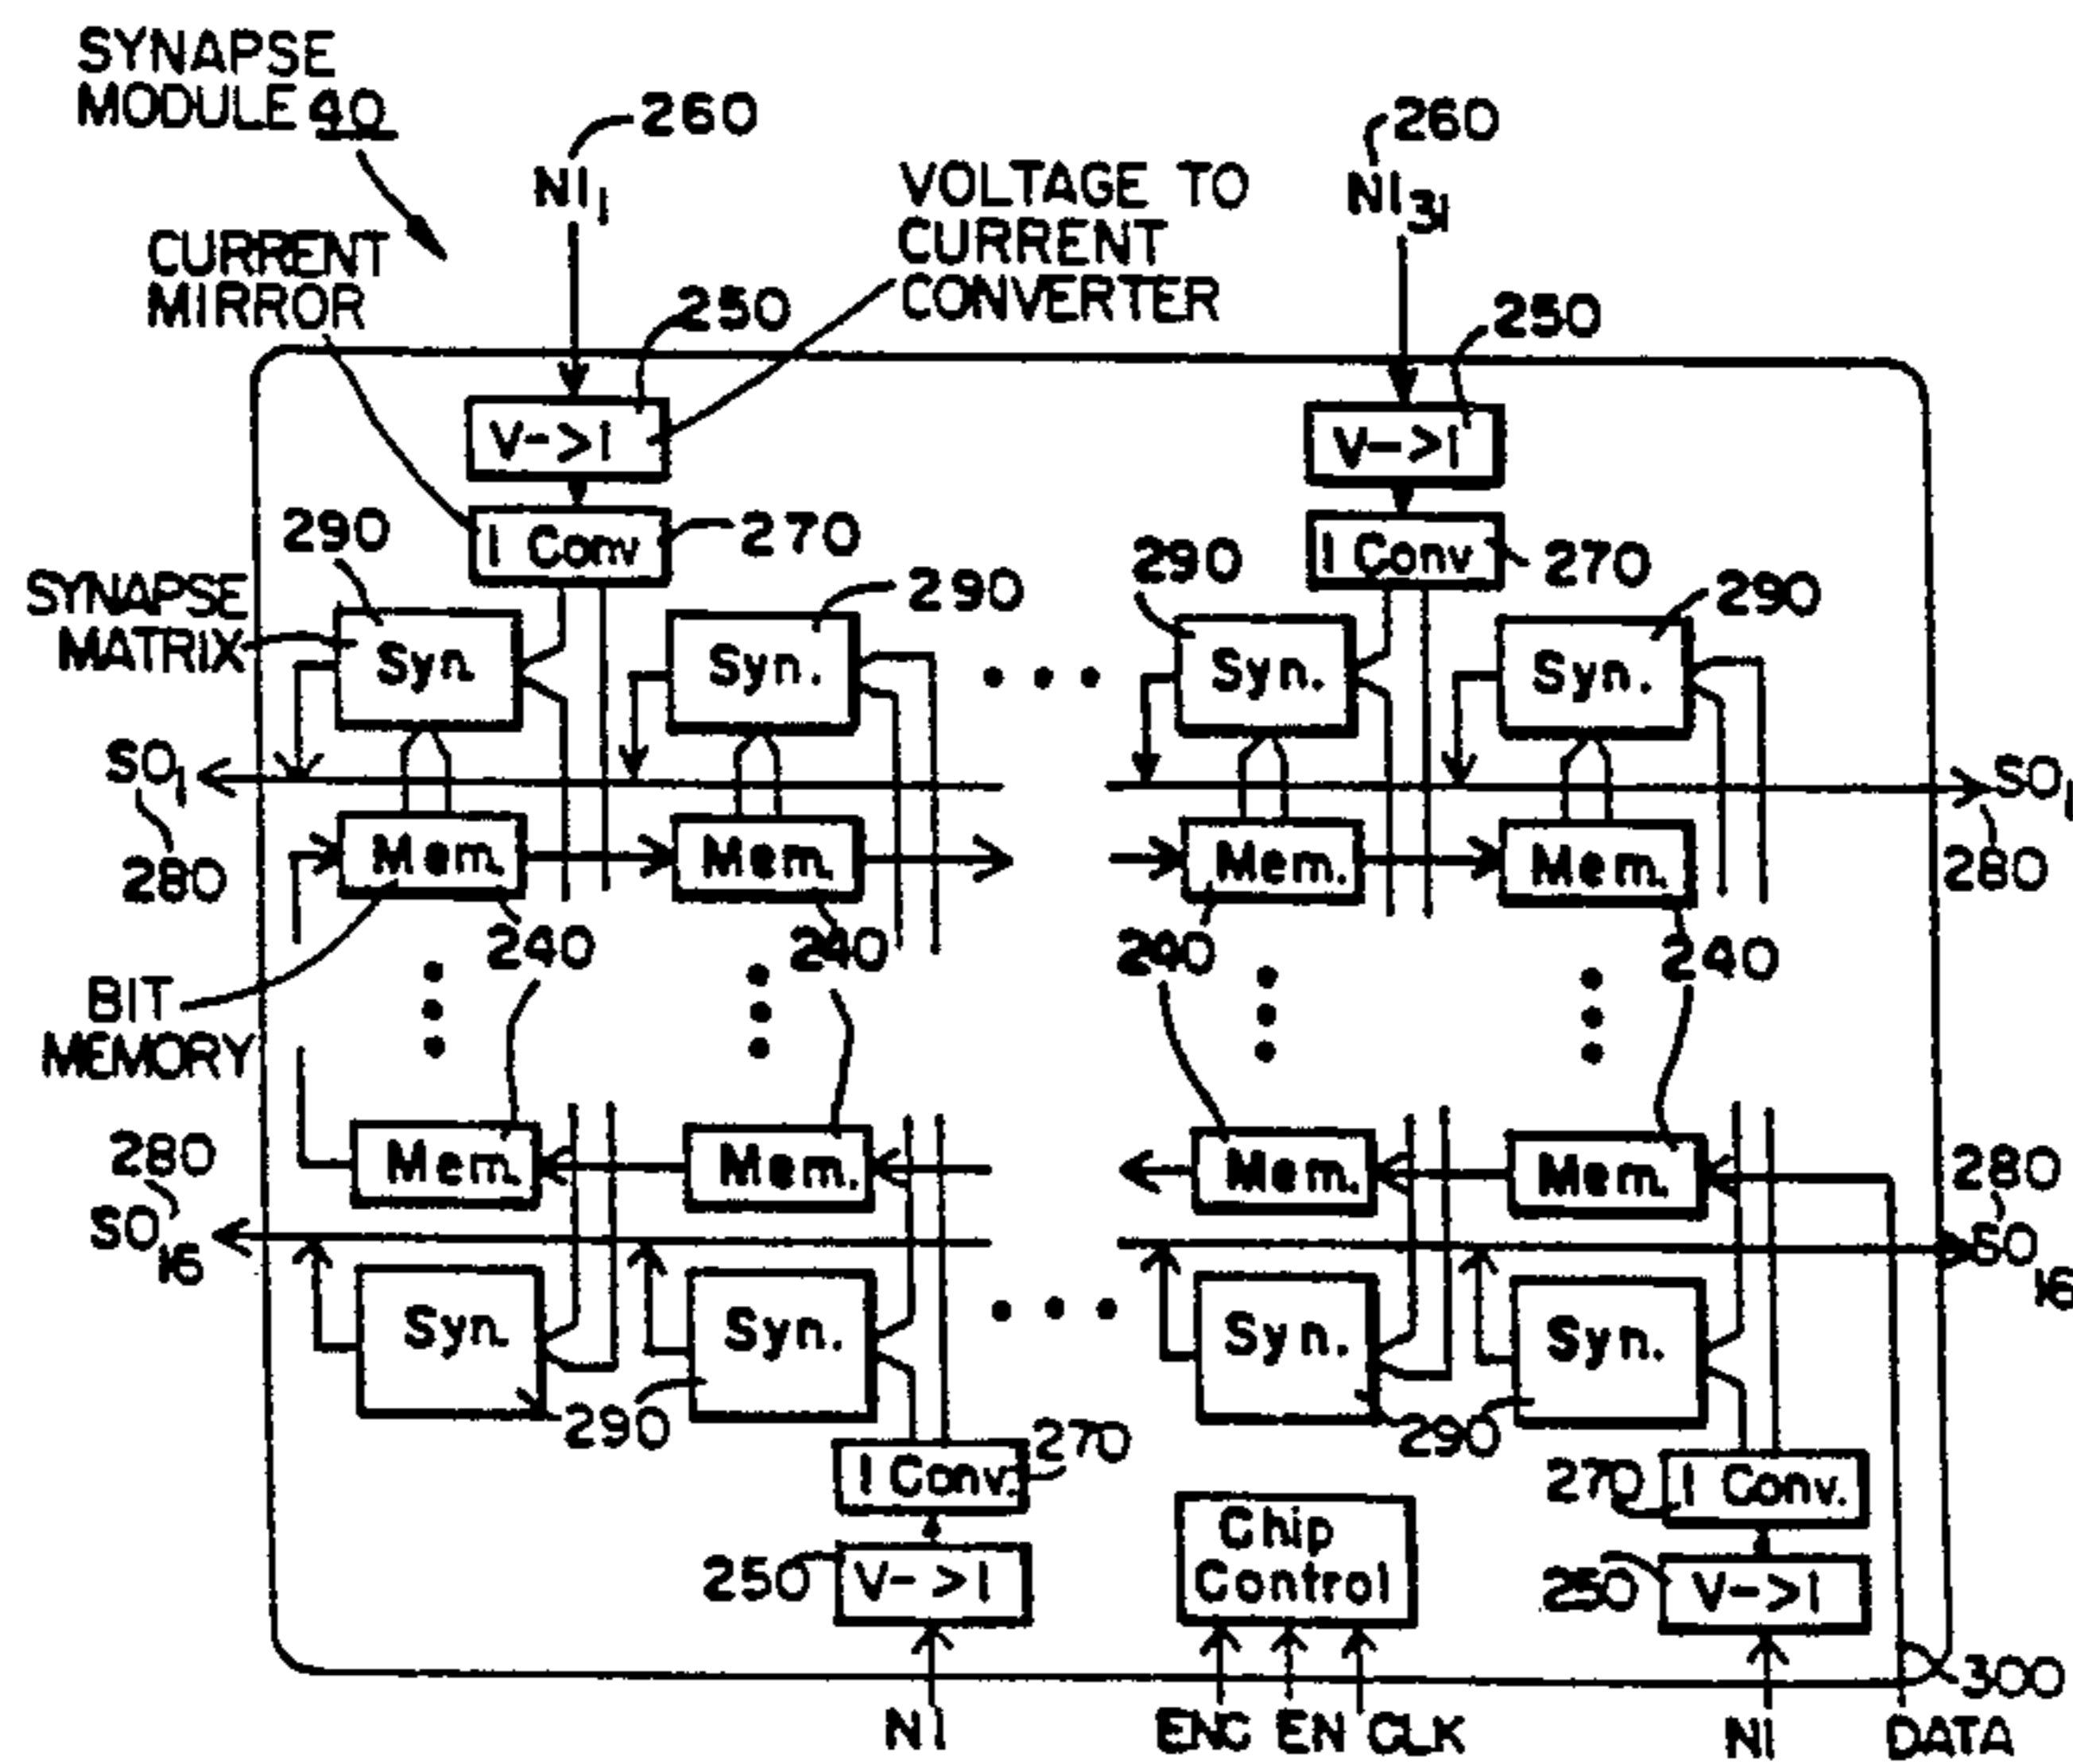 SYNAPSE
MODULE 40
260
NI1
260
NI31
VOLTAGE TO
CURRENT
CONVERTER
CURRENT
MIRROR
250
250
V->I
V->I
290
I Conv
270
290
I Conv
270
290
290
SYNAPSE
MATRIX
Syn.
Syn.
Syn.
Syn.
SO1
SO1
280
280
Mem.
Mem.
Mem.
Mem.
240
240
240
240
BIT
MEMORY
280
Mem.
Mem.
Mem.
Mem.
280
SO16
SO16
Syn.
Syn.
Syn.
Syn.
290
290
I Conv.
270
270
I Conv.
Chip
Control
250
V->I
250
V->I
300
NI
ENC
EN
CLK
NI
DATA